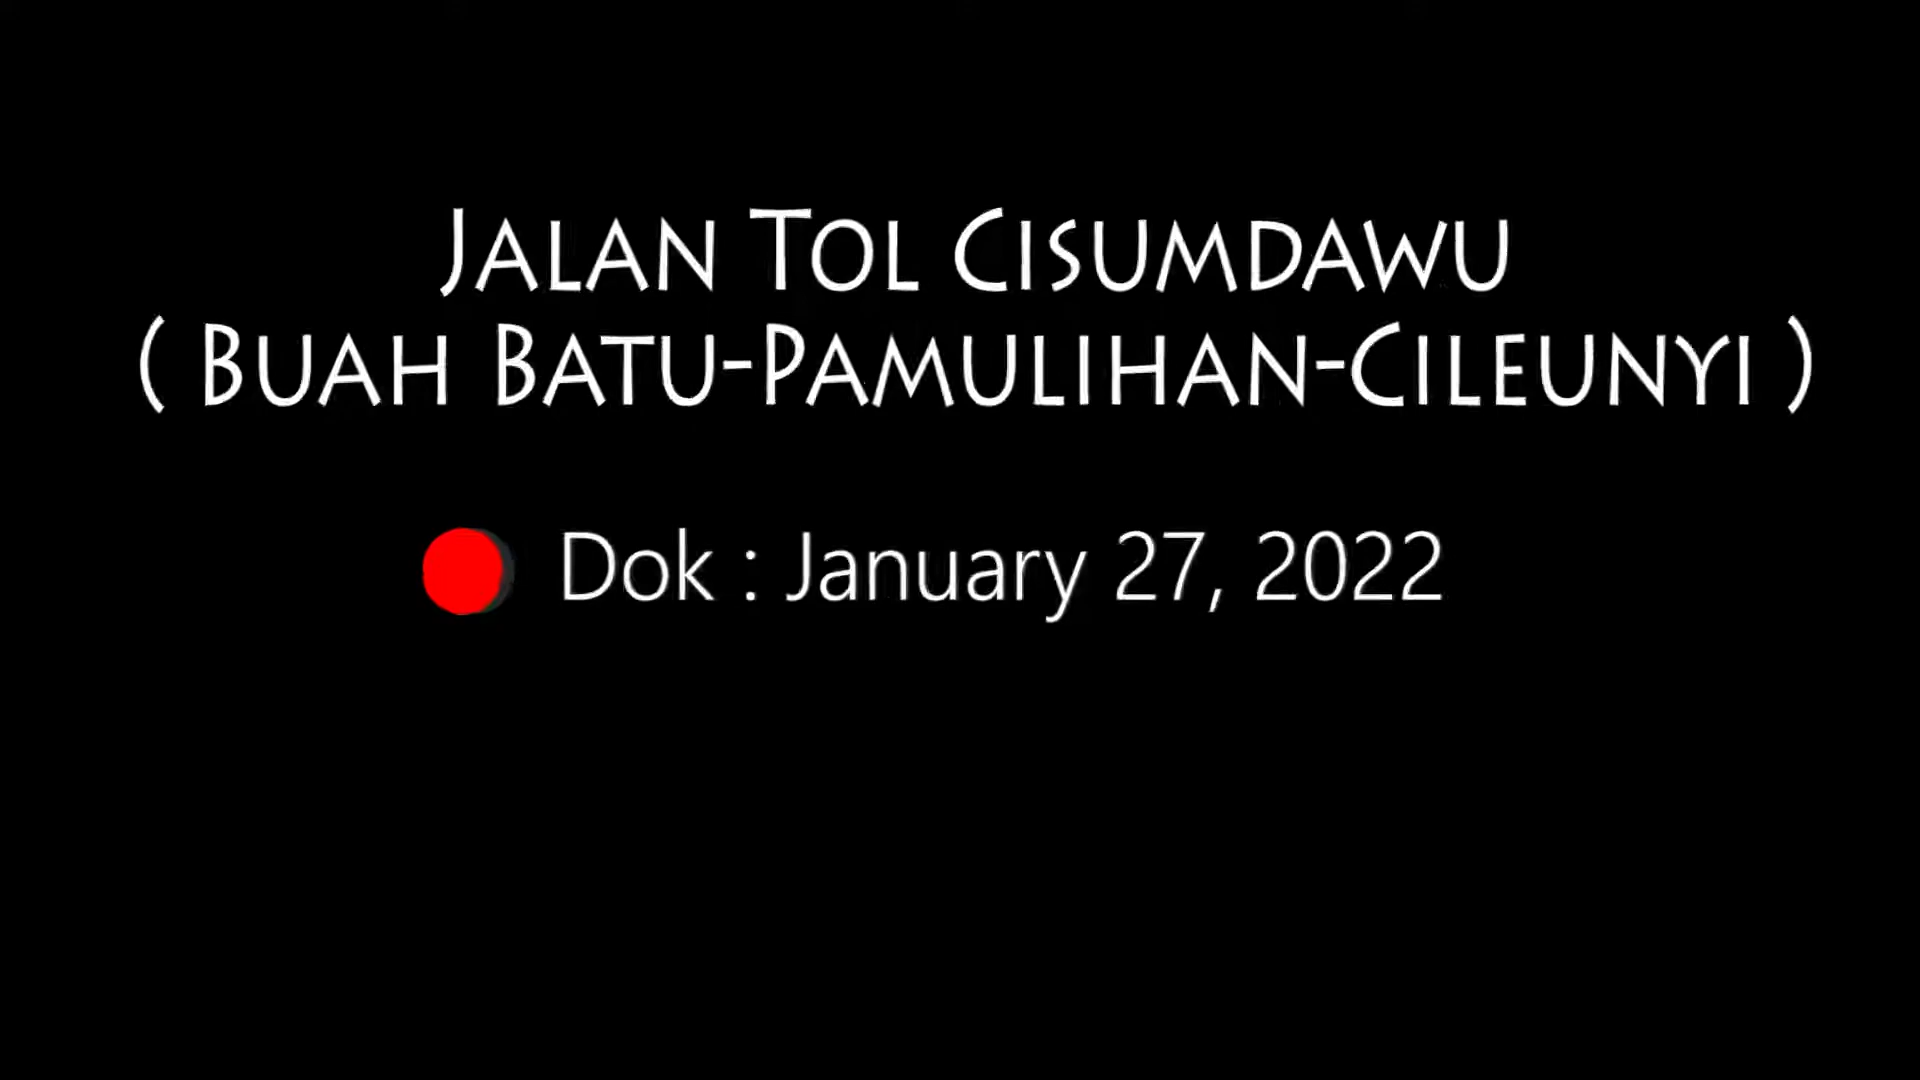 Jalan Tol Cisumdawu
( Buah Batu-Pamulihan-Cileunyi )
Dok : January 27, 2022